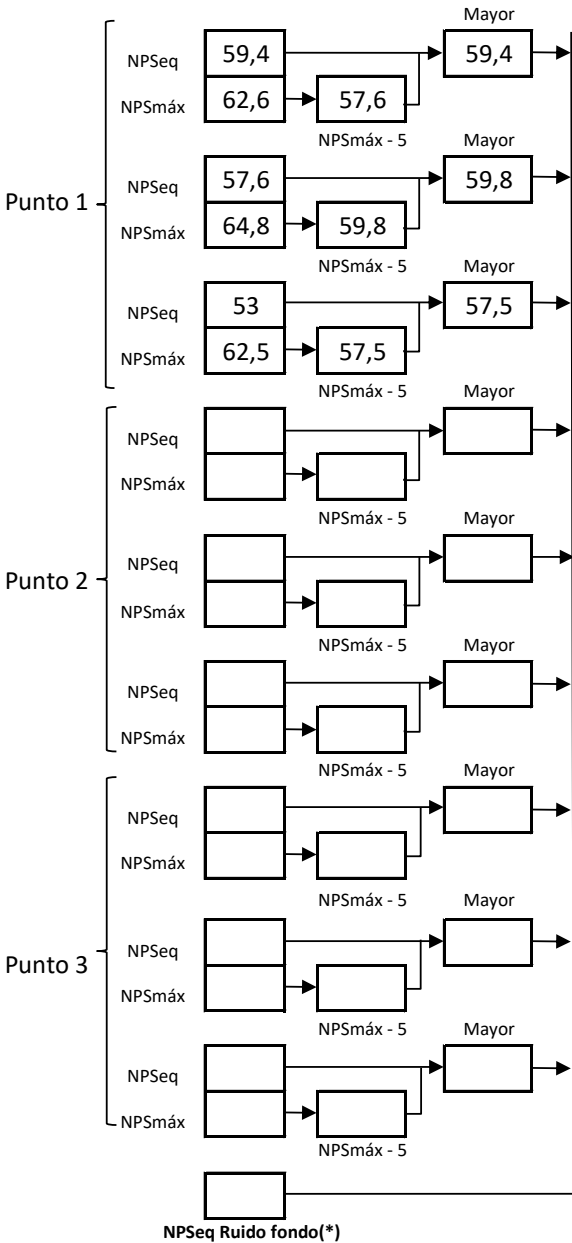 Mayor
NPSeq 59,4 59,4
NPSmáx 62,6 57,6
NPSmáx - 5
Mayor
NPSeq 57,6 59,8
Punto 1
NPSmáx 64,8 59,8
NPSmáx - 5
Mayor
NPSeq 53 57,5
NPSmáx 62,5 57,5
NPSmáx - 5
Mayor
NPSeq
NPSmáx
NPSmáx - 5
Mayor
NPSeq
Punto 2
NPSmáx
NPSmáx - 5
Mayor
NPSeq
NPSmáx
NPSmáx - 5
Mayor
NPSeq
NPSmáx
NPSmáx - 5
Mayor
NPSeq
Punto 3
NPSmáx
NPSmáx - 5
Mayor
NPSeq
NPSmáx
NPSmáx - 5
NPSeq Ruido fondo(*)